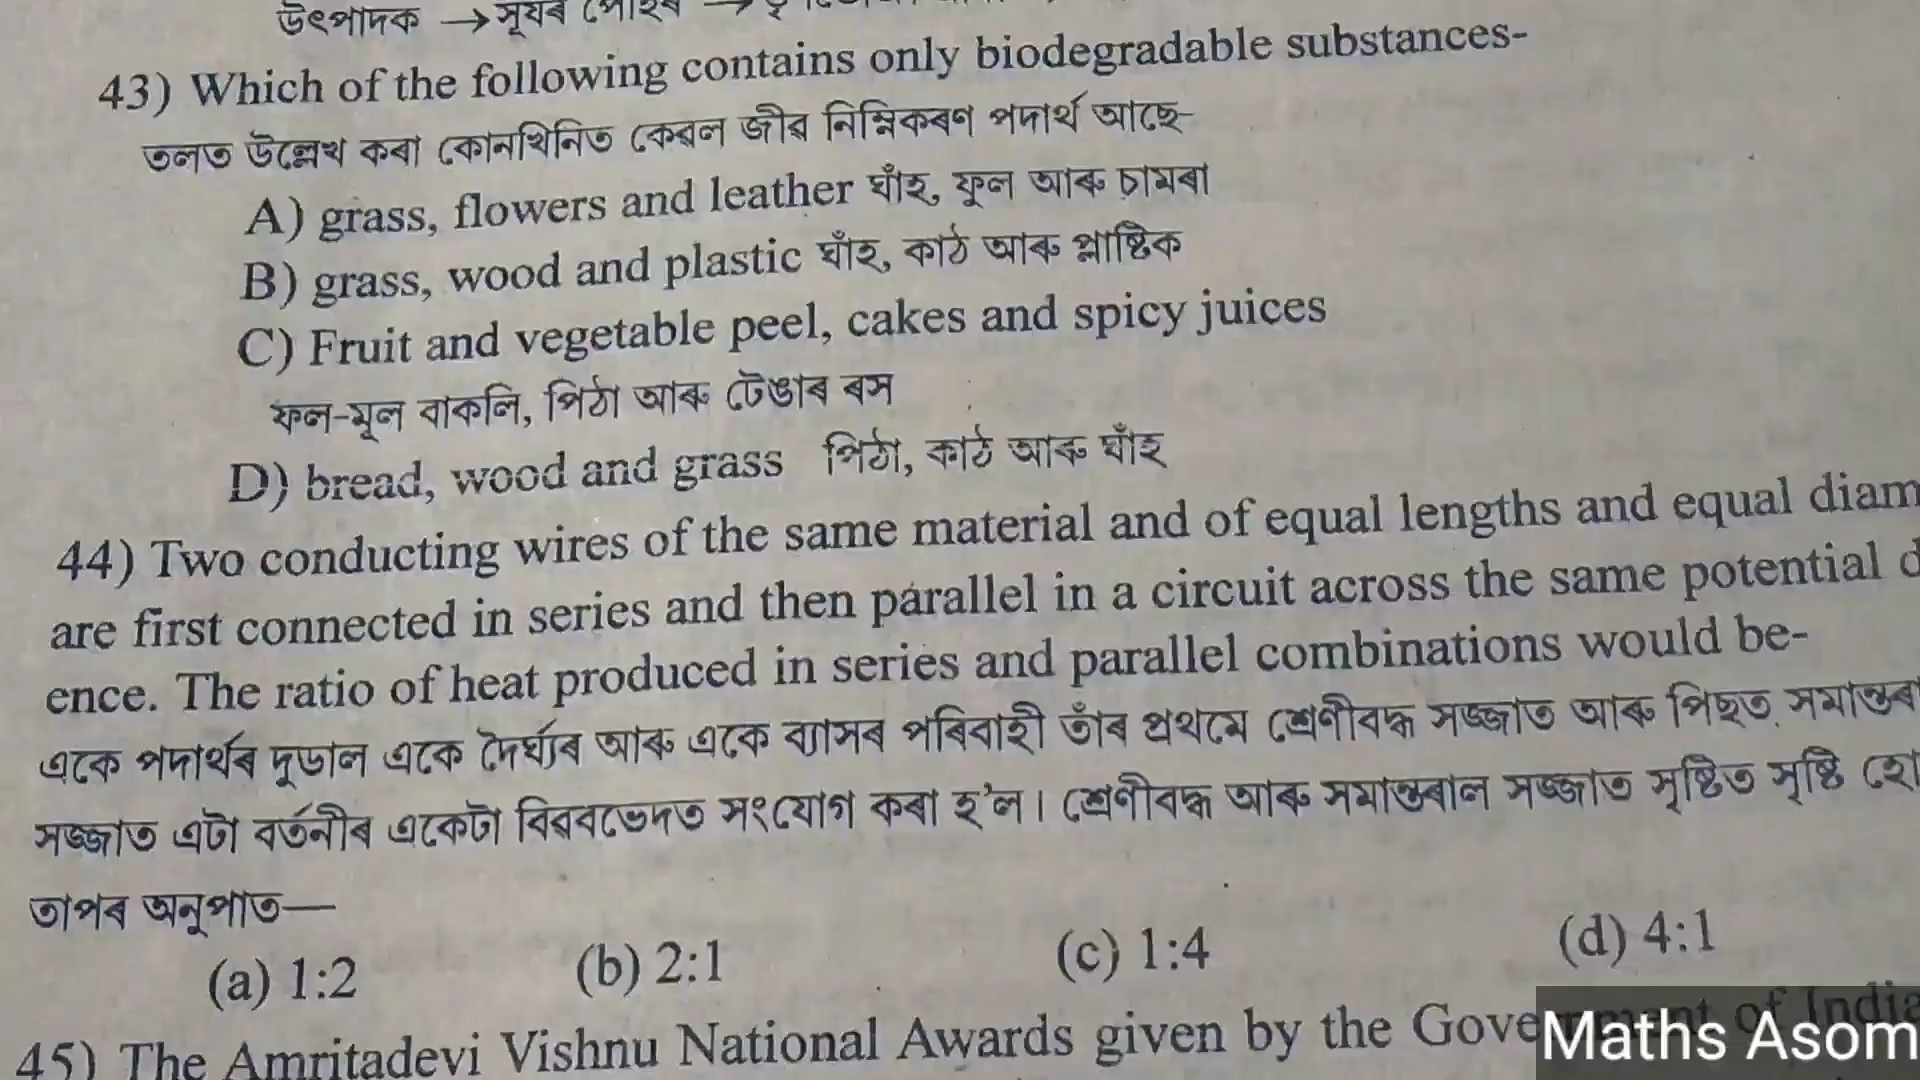 উৎপাদক →
43) Which of the following contains only biodegradable substances-
তলত উল্লেখ কৰা কোনখিনিত কেৱল জীৱ নিম্নিকৰণ পদাৰ্থ আছে-
A) grass, flowers and leather ঘাঁহ, ফুল আৰু চামৰা
B) grass, wood and plastic ঘাঁহ, কাঠ আৰু প্লাষ্টিক
C) Fruit and vegetable peel, cakes and spicy juices
ফল-মূল বাকলি, পিঠা আৰু টেঙাৰ ৰস
D) bread, wood and grass পিঠা, কাঠ আৰু ঘাঁহ
44) Two conducting wires of the same material and of equal lengths and equal diam
are first connected in series and then parallel in a circuit across the same potential d
ence. The ratio of heat produced in series and parallel combinations would be-
একে পদাৰ্থৰ দুডাল একে দৈৰ্ঘ্যৰ আৰু একে ব্যাসৰ পৰিবাহী তাঁৰ প্ৰথমে শ্ৰেণীবদ্ধ সজ্জাত আৰু পিছত সমান্তৰা
সজ্জাত এটা বৰ্তনীৰ একেটা বিৱবভেদত সংযোগ কৰা হ'ল। শ্ৰেণীবদ্ধ আৰু সমান্তৰাল সজ্জাত সৃষ্টিত সৃষ্টি হো
তাপৰ অনুপাত—
(a) 1:2 (b) 2:1 (c) 1:4 (d) 4:1
45) The Amritadevi Vishnu National Awards given by the Government of India
Maths Asom